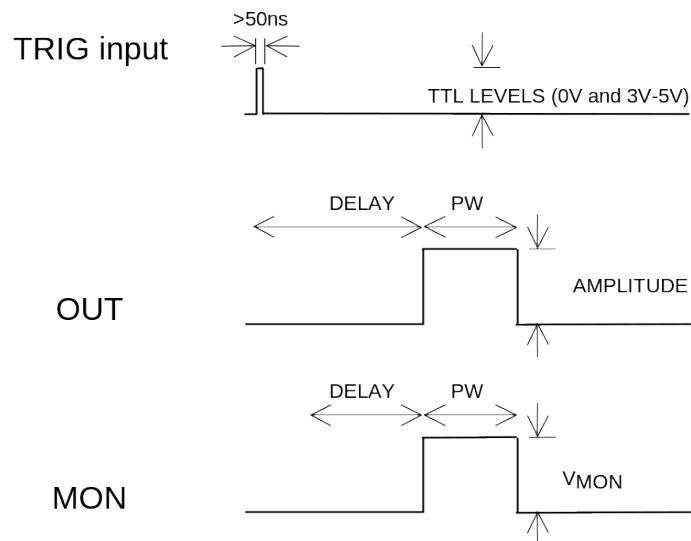 >50ns
TRIG input
TTL LEVELS (0V and 3V-5V)
DELAY PW
AMPLITUDE
OUT
DELAY PW
VMON
MON